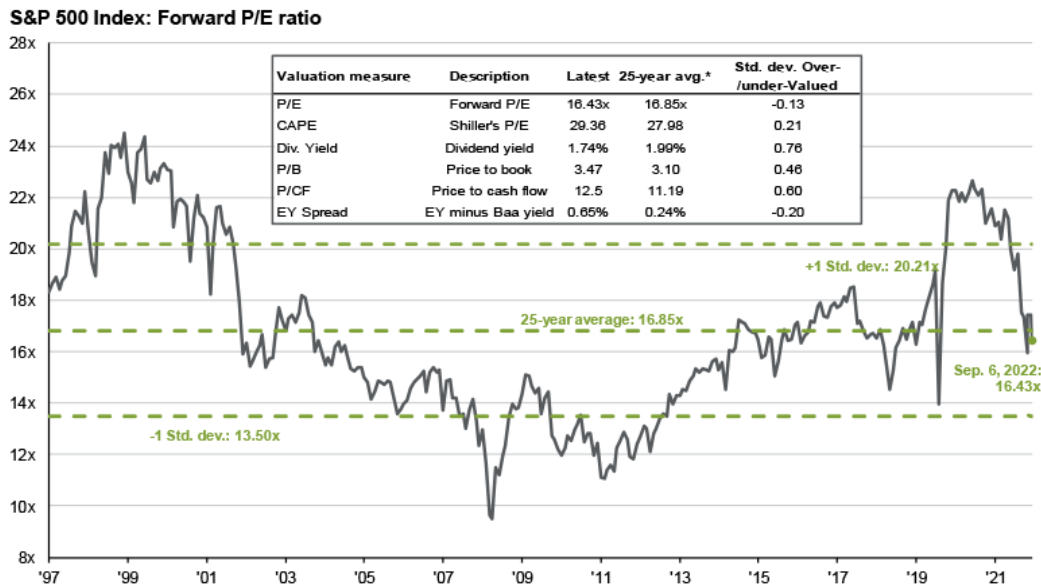 S&P 500 Index: Forward P/E ratio
28x
26x
24x
22x
20x
18x
16x
14x
12x
10x
8x
Valuation measure Description Latest 25-year avg.* Std. dev. Over-
/under-Valued
P/E Forward P/E 16.43x 16.85x -0.13
CAPE Shiller's P/E 29.36 27.98 0.21
Div. Yield Dividend yield 1.74% 1.99% 0.76
P/B Price to book 3.47 3.10 0.46
P/CF Price to cash flow 12.5 11.19 0.60
EY Spread EY minus Baa yield 0.65% 0.24% -0.20
+1 Std. dev.: 20.21x
25-year average: 16.85x
Sep. 6, 2022:
16.43x
-1 Std. dev.: 13.50x
'97 '99 '01 '03 '05 '07 '09 '11 '13 '15 '17 '19 '21